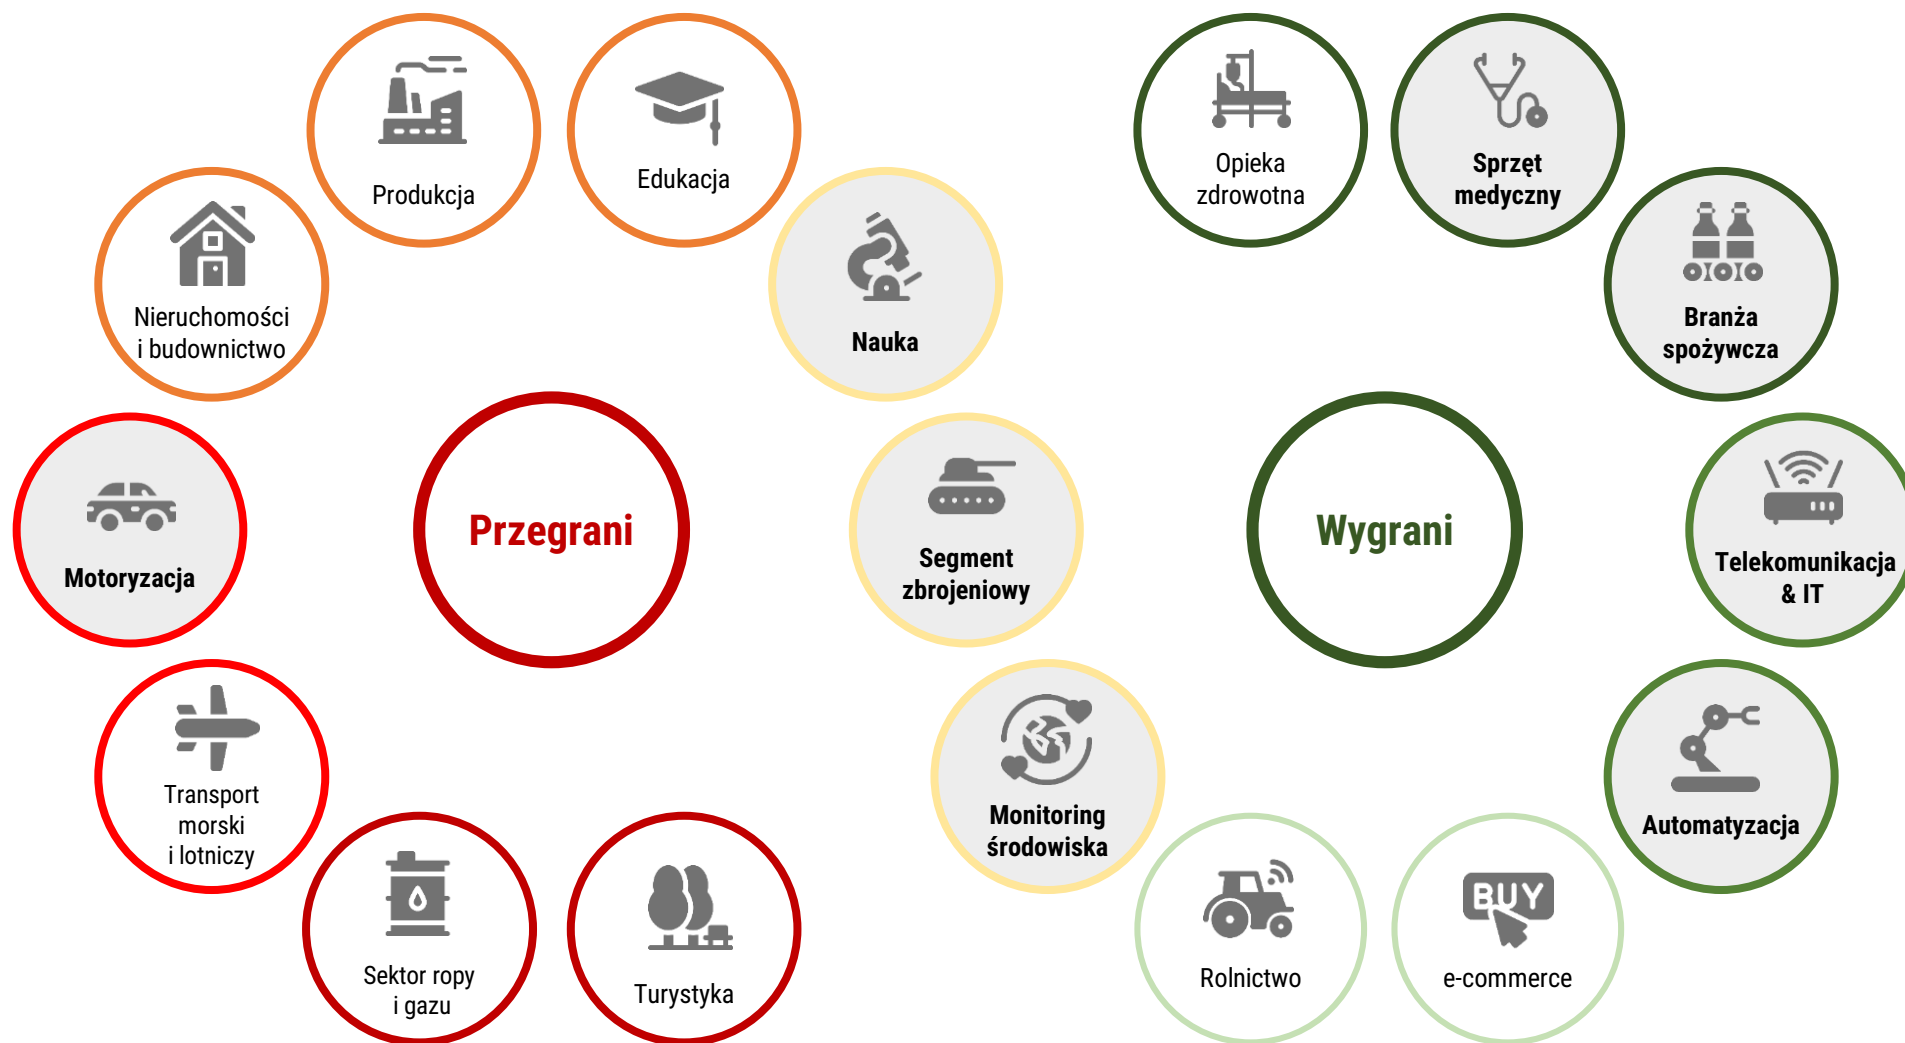 Produkcja
Edukacja
Opieka
zdrowotna
Sprzęt
medyczny
Nieruchomości
i budownictwo
Nauka
Branża
spożywcza
Motoryzacja
Przegrani
Segment
zbrojeniowy
Wygrani
Telekomunikacja
& IT
Transport
morski
i lotniczy
Monitoring
środowiska
Automatyzacja
Sektor ropy
i gazu
Turystyka
Rolnictwo
BUY
e-commerce